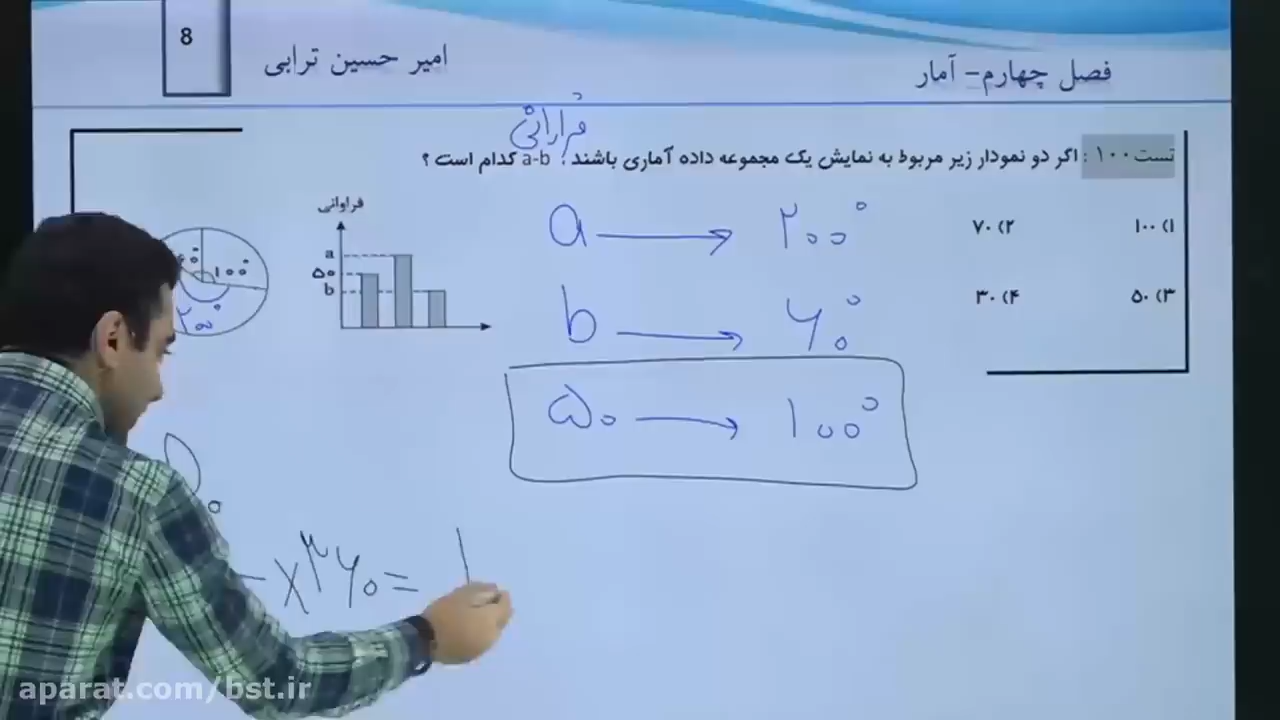 8
امیر حسین ترابی
فصل چهارم- آمار
فراوانی
تست ۱۰۰ : اگر دو نمودار زیر مربوط به نمایش یک مجموعه داده آماری باشند ؛ a-b کدام است ؟
۱) ۱۰۰
۲) ۷۰
۳) ۵۰
۴) ۳۰
فراوانی
a
۵۰
b
۱۰۰°
۲۰۰°
a → ۲۰۰°
b → ۶۰°
۵۰ → ۱۰۰°
x ۳۶۰ = ۱
aparat.com/bst.ir